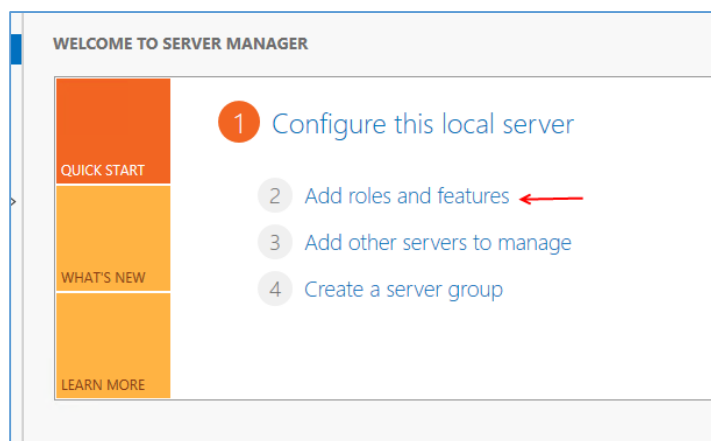 WELCOME TO SERVER MANAGER
QUICK START
WHAT'S NEW
LEARN MORE
1 Configure this local server
2 Add roles and features
3 Add other servers to manage
4 Create a server group